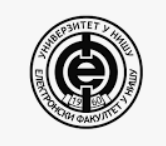 УНИВЕРЗИТЕТ У НИШУ
1960
ЕЛЕКТРОНСКИ ФАКУЛТЕТ У НИШУ